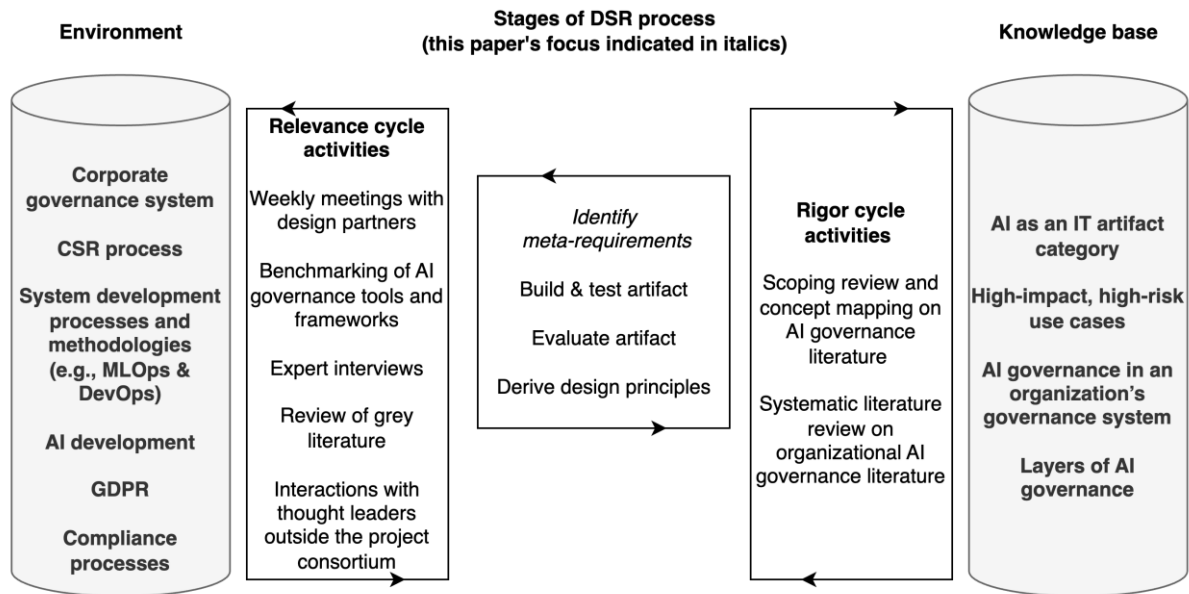 Environment
Stages of DSR process
(this paper's focus indicated in italics)
Knowledge base
Corporate
governance system
CSR process
System development
processes and
methodologies
(e.g., MLOps &
DevOps)
AI development
GDPR
Compliance
processes
Relevance cycle
activities
Weekly meetings with
design partners
Benchmarking of AI
governance tools and
frameworks
Expert interviews
Review of grey
literature
Interactions with
thought leaders
outside the project
consortium
Identify
meta-requirements
Build & test artifact
Evaluate artifact
Derive design principles
Rigor cycle
activities
Scoping review and
concept mapping on
AI governance
literature
Systematic literature
review on
organizational AI
governance literature
AI as an IT artifact
category
High-impact, high-risk
use cases
AI governance in an
organization’s
governance system
Layers of AI
governance